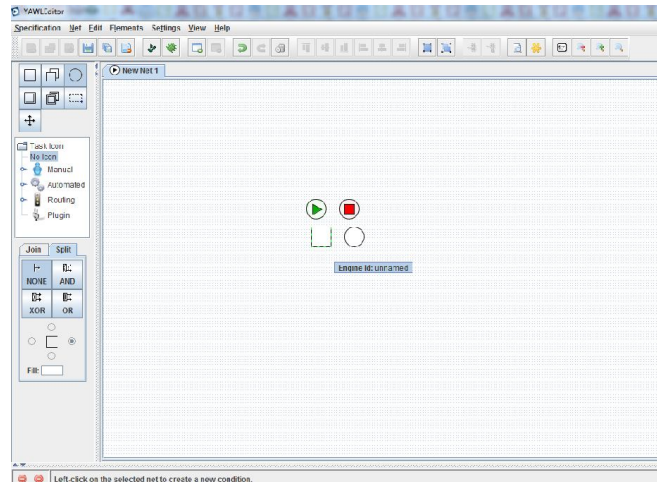 YAWLEditor
Specification Net Edit Elements Settings View Help
New Net 1
Task Icon
No Icon
Manual
Automated
Routing
Plugin
Join Split
NONE AND
XOR OR
Fill:
Engine Id: unnamed
Left-click on the selected net to create a new condition.